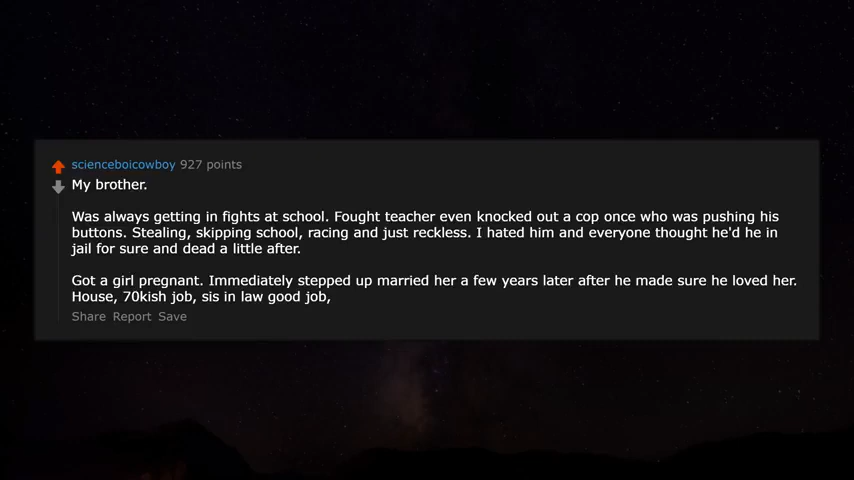 scienceboicowboy 927 points
My brother.
Was always getting in fights at school. Fought teacher even knocked out a cop once who was pushing his
buttons. Stealing, skipping school, racing and just reckless. I hated him and everyone thought he'd he in
jail for sure and dead a little after.
Got a girl pregnant. Immediately stepped up married her a few years later after he made sure he loved her.
House, 70kish job, sis in law good job,
Share Report Save